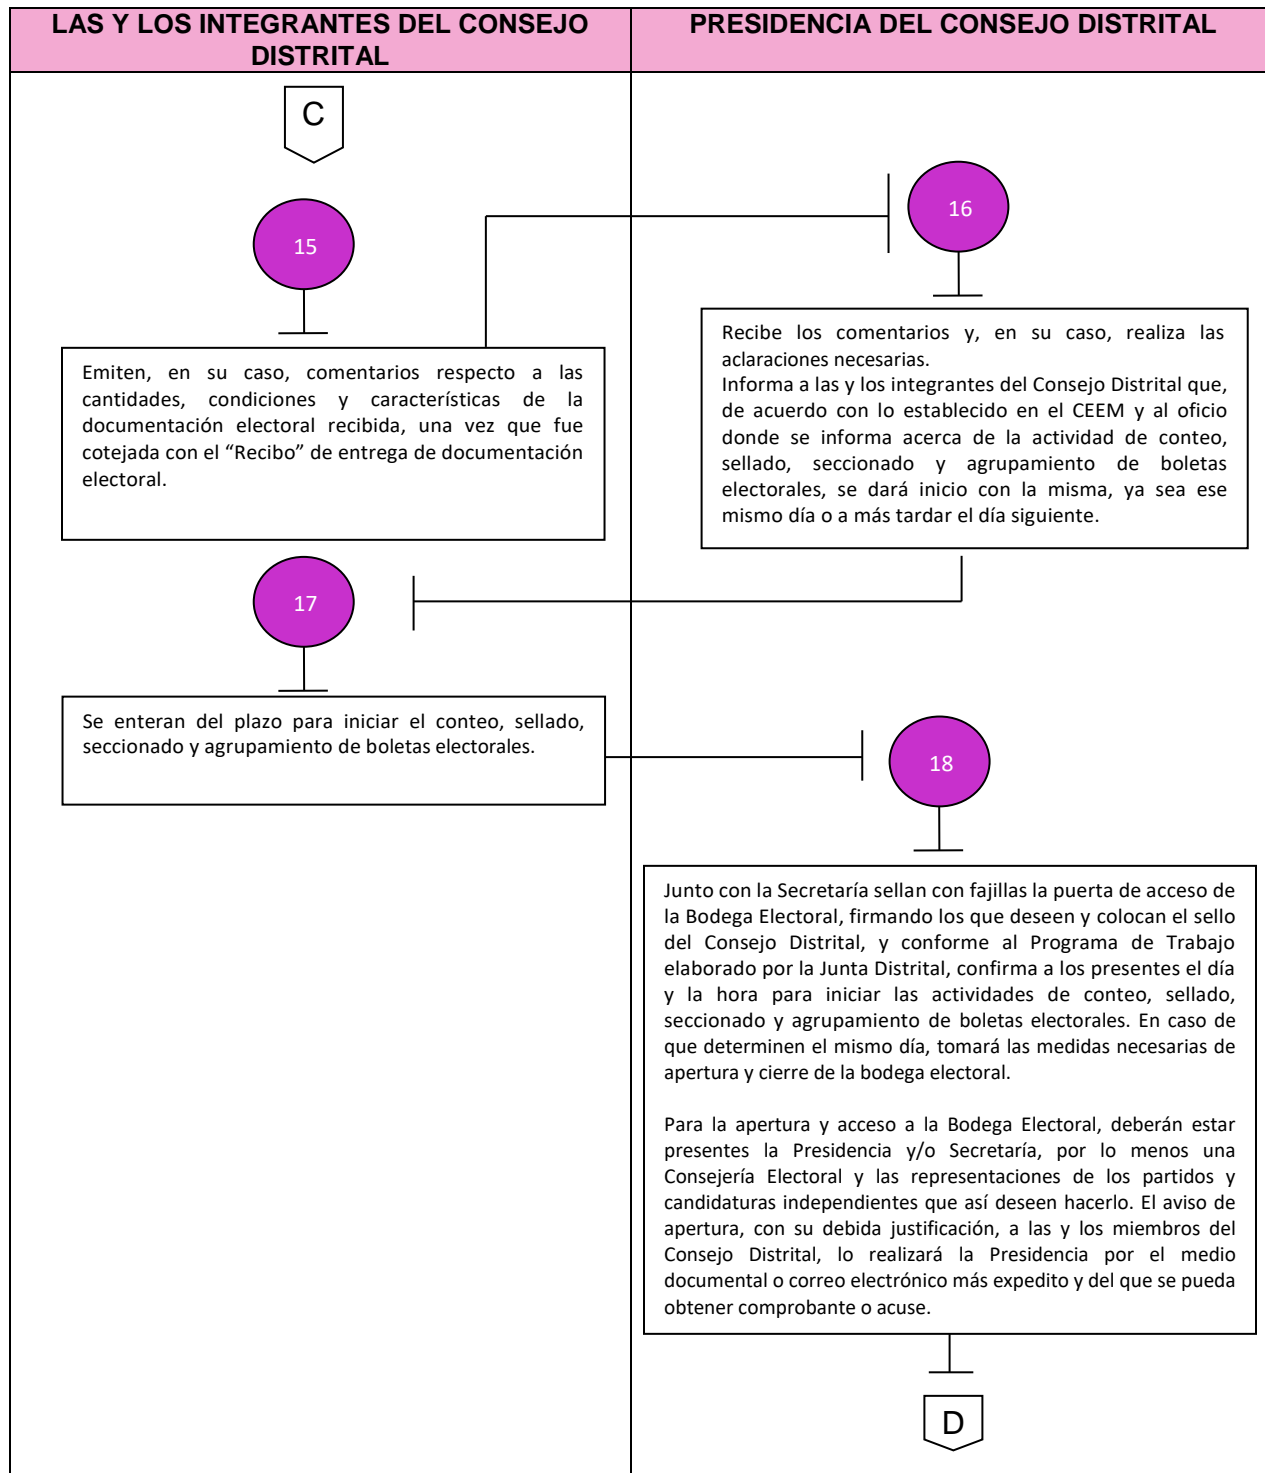 LAS Y LOS INTEGRANTES DEL CONSEJO
DISTRITAL
PRESIDENCIA DEL CONSEJO DISTRITAL
C
15
Emiten, en su caso, comentarios respecto a las
cantidades, condiciones y características de la
documentación electoral recibida, una vez que fue
cotejada con el “Recibo” de entrega de documentación
electoral.
16
Recibe los comentarios y, en su caso, realiza las
aclaraciones necesarias.
Informa a las y los integrantes del Consejo Distrital que,
de acuerdo con lo establecido en el CEEM y al oficio
donde se informa acerca de la actividad de conteo,
sellado, seccionado y agrupamiento de boletas
electorales, se dará inicio con la misma, ya sea ese
mismo día o a más tardar el día siguiente.
17
Se enteran del plazo para iniciar el conteo, sellado,
seccionado y agrupamiento de boletas electorales.
18
Junto con la Secretaría sellan con fajillas la puerta de acceso de
la Bodega Electoral, firmando los que deseen y colocan el sello
del Consejo Distrital, y conforme al Programa de Trabajo
elaborado por la Junta Distrital, confirma a los presentes el día
y la hora para iniciar las actividades de conteo, sellado,
seccionado y agrupamiento de boletas electorales. En caso de
que determinen el mismo día, tomará las medidas necesarias de
apertura y cierre de la bodega electoral.
Para la apertura y acceso a la Bodega Electoral, deberán estar
presentes la Presidencia y/o Secretaría, por lo menos una
Consejería Electoral y las representaciones de los partidos y
candidaturas independientes que así deseen hacerlo. El aviso de
apertura, con su debida justificación, a las y los miembros del
Consejo Distrital, lo realizará la Presidencia por el medio
documental o correo electrónico más expedito y del que se pueda
obtener comprobante o acuse.
D